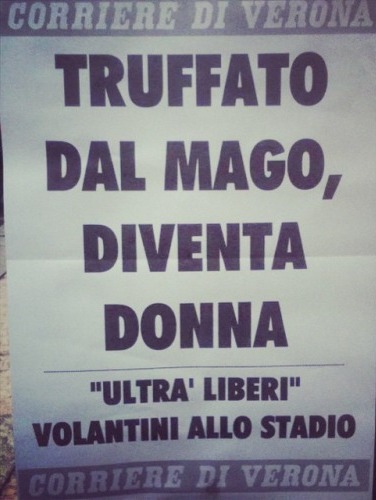 CORRIERE DI VERONA
TRUFFATO
DAL MAGO,
DIVENTA
DONNA
"ULTRA' LIBERI"
VOLANTINI ALLO STADIO
CORRIERE DI VERONA